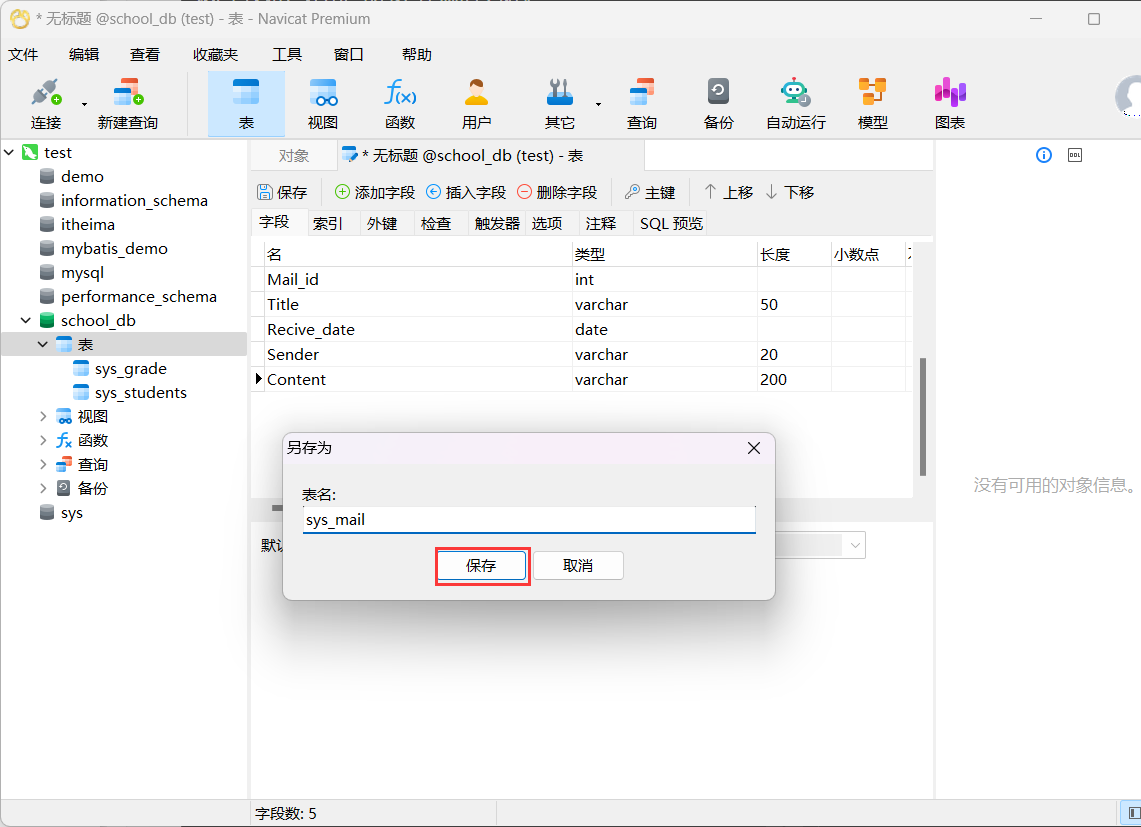 * 无标题 @school_db (test) - 表 - Navicat Premium
文件 编辑 查看 收藏夹 工具 窗口 帮助
连接 新建查询 表 视图 函数 用户 其它 查询 备份 自动运行 模型 图表
test
demo
information_schema
itheima
mybatis_demo
mysql
performance_schema
school_db
表
sys_grade
sys_students
视图
函数
查询
备份
sys
对象 * 无标题 @school_db (test) - 表
保存 添加字段 插入字段 删除字段 主键 上移 下移
字段 索引 外键 检查 触发器 选项 注释 SQL 预览
名 类型 长度 小数点
Mail_id int
Title varchar 50
Recive_date date
Sender varchar 20
Content varchar 200
另存为
表名:
sys_mail
保存 取消
默认
DDL
没有可用的对象信息。
字段数: 5